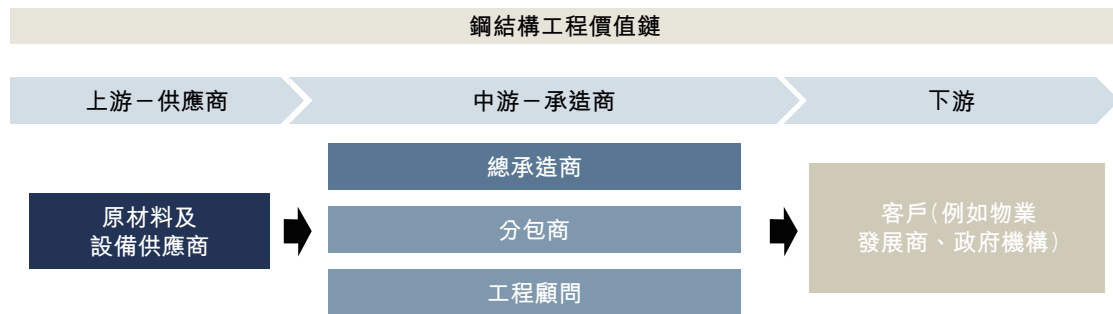 鋼結構工程價值鏈
上游－供應商
中游－承造商
下游
總承造商
原材料及
設備供應商
分包商
客戶（例如物業
發展商、政府機構）
工程顧問